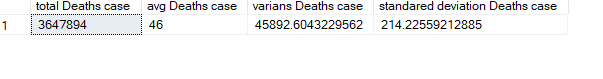 total Deaths case avg Deaths case varians Deaths case standared deviation Deaths case
1 3647894 46 45892.6043229562 214.22559212885